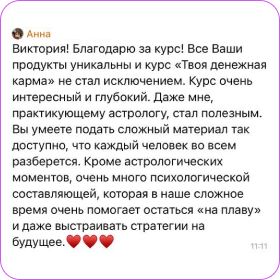 Анна
Виктория! Благодарю за курс! Все Ваши
продукты уникальны и курс «Твоя денежная
карма» не стал исключением. Курс очень
интересный и глубокий. Даже мне,
практикующему астрологу, стал полезным.
Вы умеете подать сложный материал так
доступно, что каждый человек во всем
разберется. Кроме астрологических
моментов, очень много психологической
составляющей, которая в наше сложное
время очень помогает остаться «на плаву»
и даже выстраивать стратегии на
будущее.❤️❤️❤️
11:11